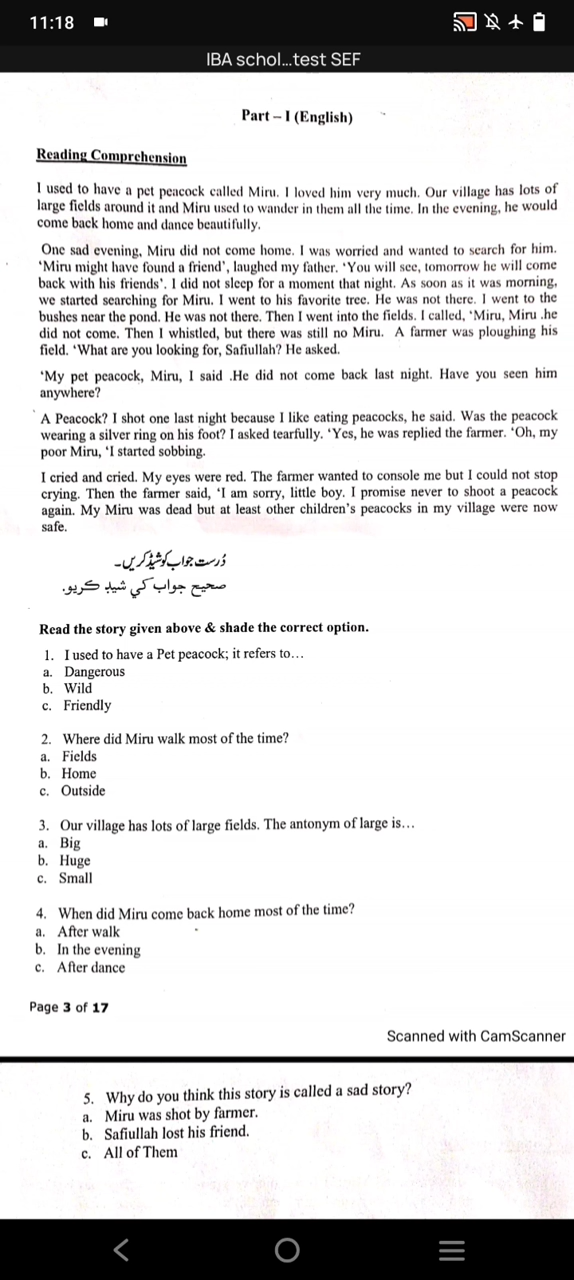 11:18
IBA schol...test SEF
Part – I (English)
Reading Comprehension
I used to have a pet peacock called Miru. I loved him very much. Our village has lots of
large fields around it and Miru used to wander in them all the time. In the evening, he would
come back home and dance beautifully.
One sad evening, Miru did not come home. I was worried and wanted to search for him.
'Miru might have found a friend', laughed my father. 'You will see, tomorrow he will come
back with his friends'. I did not sleep for a moment that night. As soon as it was morning,
we started searching for Miru. I went to his favorite tree. He was not there. I went to the
bushes near the pond. He was not there. Then I went into the fields. I called, 'Miru, Miru .he
did not come. Then I whistled, but there was still no Miru. A farmer was ploughing his
field. 'What are you looking for, Safiullah? He asked.
'My pet peacock, Miru, I said .He did not come back last night. Have you seen him
anywhere?
A Peacock? I shot one last night because I like eating peacocks, he said. Was the peacock
wearing a silver ring on his foot? I asked tearfully. 'Yes, he was replied the farmer. 'Oh, my
poor Miru, 'I started sobbing.
I cried and cried. My eyes were red. The farmer wanted to console me but I could not stop
crying. Then the farmer said, 'I am sorry, little boy. I promise never to shoot a peacock
again. My Miru was dead but at least other children's peacocks in my village were now
safe.
دُرست جواب کو شیڈ کریں۔
صحيح جواب کي شيڊ ڪريو.
Read the story given above & shade the correct option.
1. I used to have a Pet peacock; it refers to…
a. Dangerous
b. Wild
c. Friendly
2. Where did Miru walk most of the time?
a. Fields
b. Home
c. Outside
3. Our village has lots of large fields. The antonym of large is…
a. Big
b. Huge
c. Small
4. When did Miru come back home most of the time?
a. After walk
b. In the evening
c. After dance
Page 3 of 17
Scanned with CamScanner
5. Why do you think this story is called a sad story?
a. Miru was shot by farmer.
b. Safiullah lost his friend.
c. All of Them